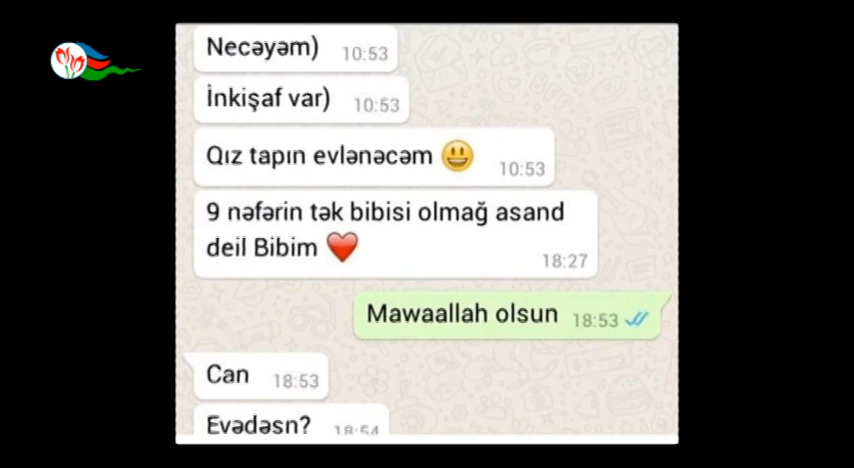 Necəyəm) 10:53
İnkişaf var) 10:53
Qız tapın evlənəcəm 😃 10:53
9 nəfərin tək bibisi olmağ asand
deil Bibim ❤️ 18:27
Mawaallah olsun 18:53
Can 18:53
Evədəsn? 18:54